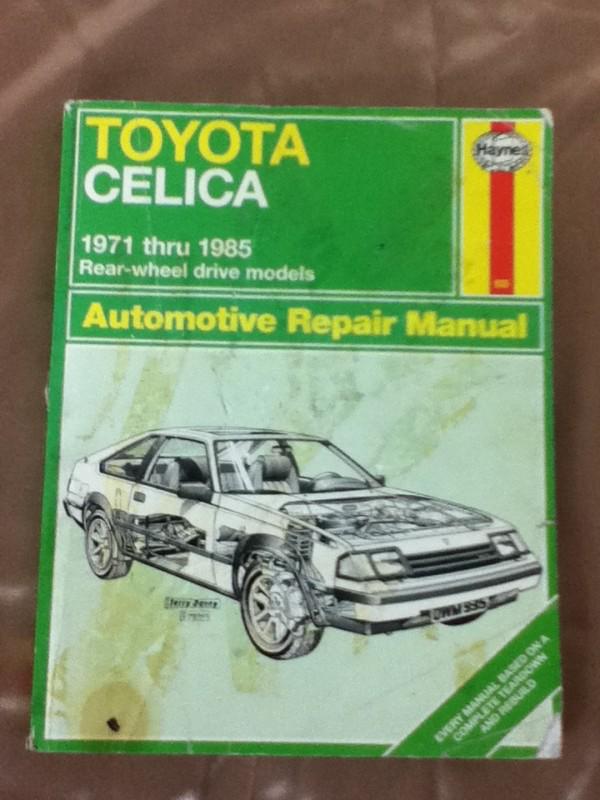 TOYOTA
CELICA
1971 thru 1985
Rear-wheel drive models
Haynes
Automotive Repair Manual
EVERY MANUAL BASED ON A
COMPLETE TEARDOWN
AND REBUILD